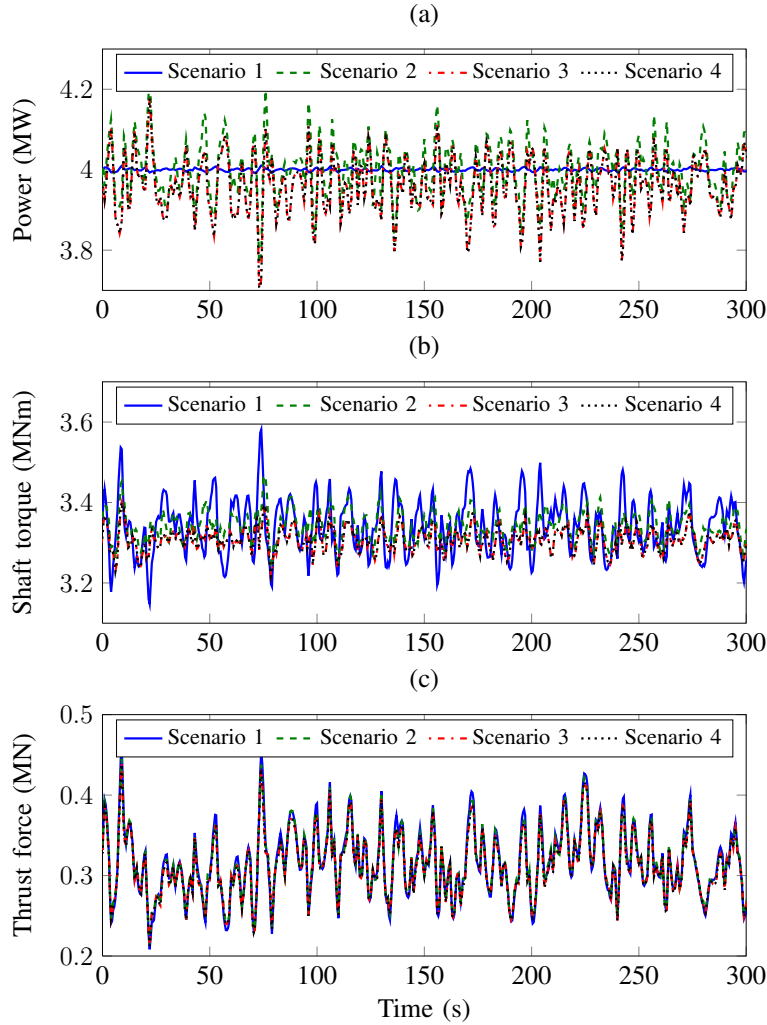 (a)
Scenario 1 Scenario 2 Scenario 3 Scenario 4
Power (MW)
4.2
4
3.8
0 50 100 150 200 250 300
(b)
Scenario 1 Scenario 2 Scenario 3 Scenario 4
Shaft torque (MNm)
3.6
3.4
3.2
0 50 100 150 200 250 300
(c)
Scenario 1 Scenario 2 Scenario 3 Scenario 4
Thrust force (MN)
0.5
0.4
0.3
0.2
0 50 100 150 200 250 300
Time (s)